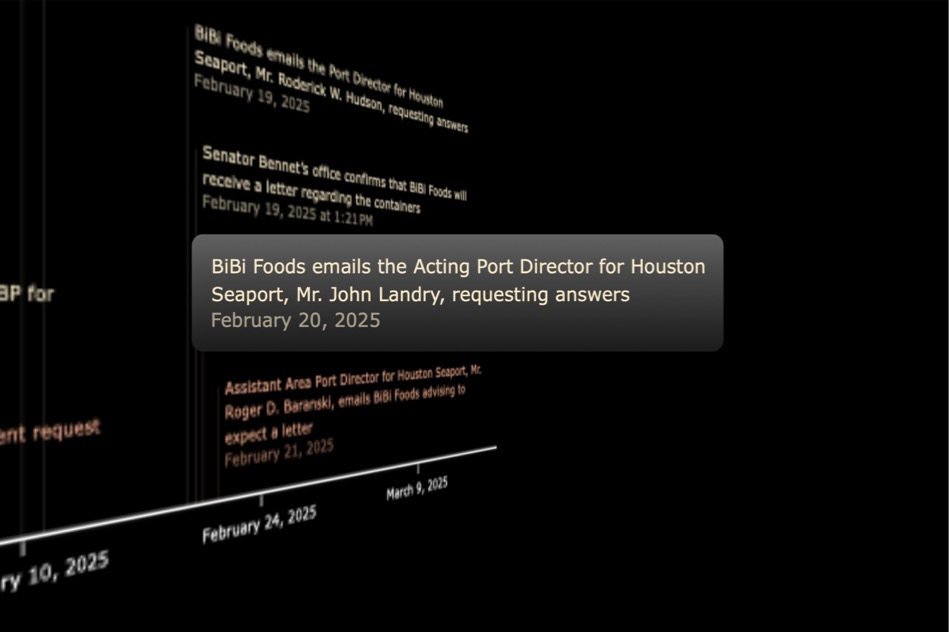 BiBi Foods emails the Port Director for Houston
Seaport, Mr. Roderick W. Hudson, requesting answers
February 19, 2025
Senator Bennet's office confirms that BiBi Foods will
receive a letter regarding the containers
February 19, 2025 at 1:21 PM
BiBi Foods emails the Acting Port Director for Houston
Seaport, Mr. John Landry, requesting answers
February 20, 2025
BP for
Assistant Area Port Director for Houston Seaport, Mr.
Roger D. Baranski, emails BiBi Foods advising to
expect a letter
February 21, 2025
ent request
March 9, 2025
February 24, 2025
ry 10, 2025